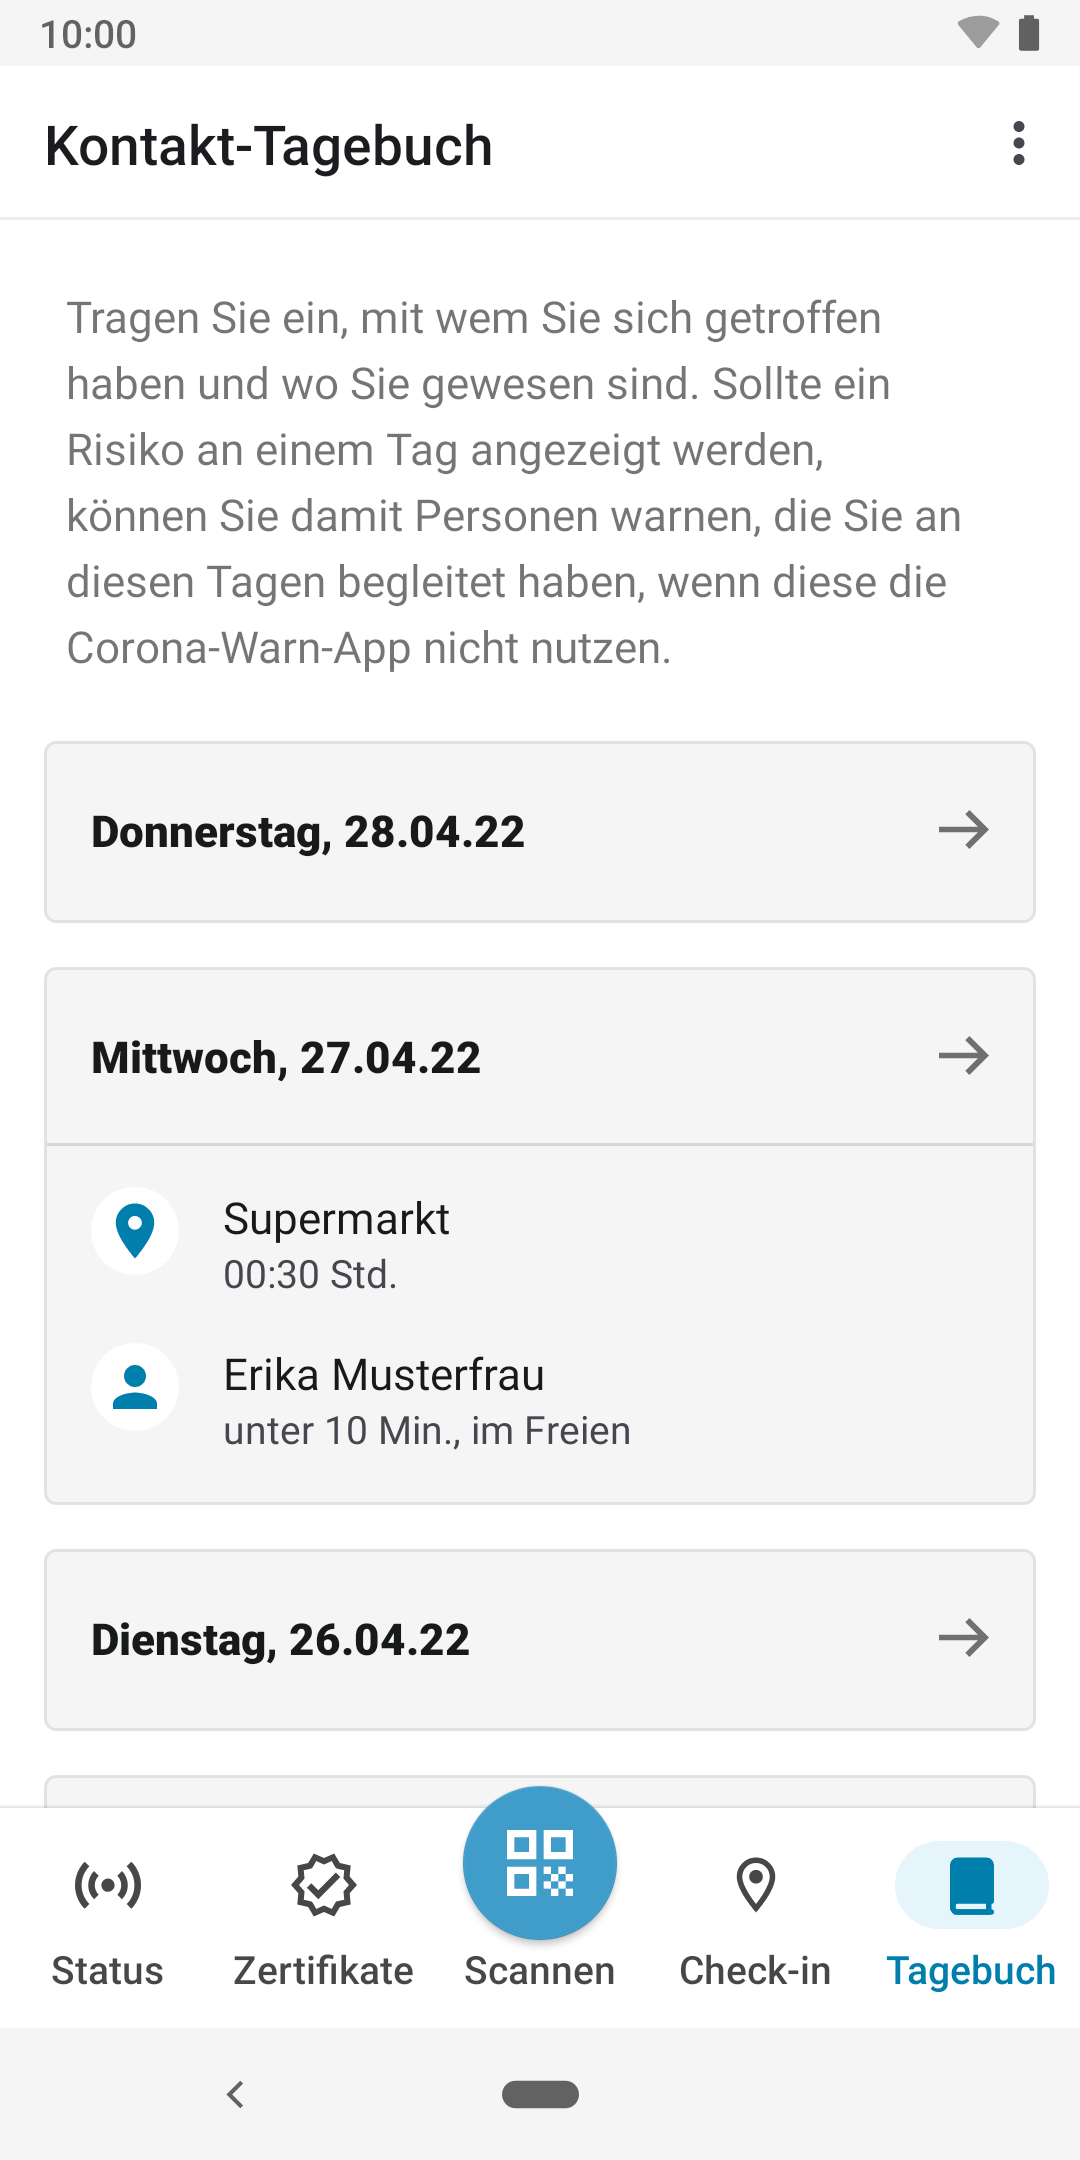 10:00
Kontakt-Tagebuch
Tragen Sie ein, mit wem Sie sich getroffen
haben und wo Sie gewesen sind. Sollte ein
Risiko an einem Tag angezeigt werden,
können Sie damit Personen warnen, die Sie an
diesen Tagen begleitet haben, wenn diese die
Corona-Warn-App nicht nutzen.
Donnerstag, 28.04.22
Mittwoch, 27.04.22
Supermarkt
00:30 Std.
Erika Musterfrau
unter 10 Min., im Freien
Dienstag, 26.04.22
Status
Zertifikate
Scannen
Check-in
Tagebuch